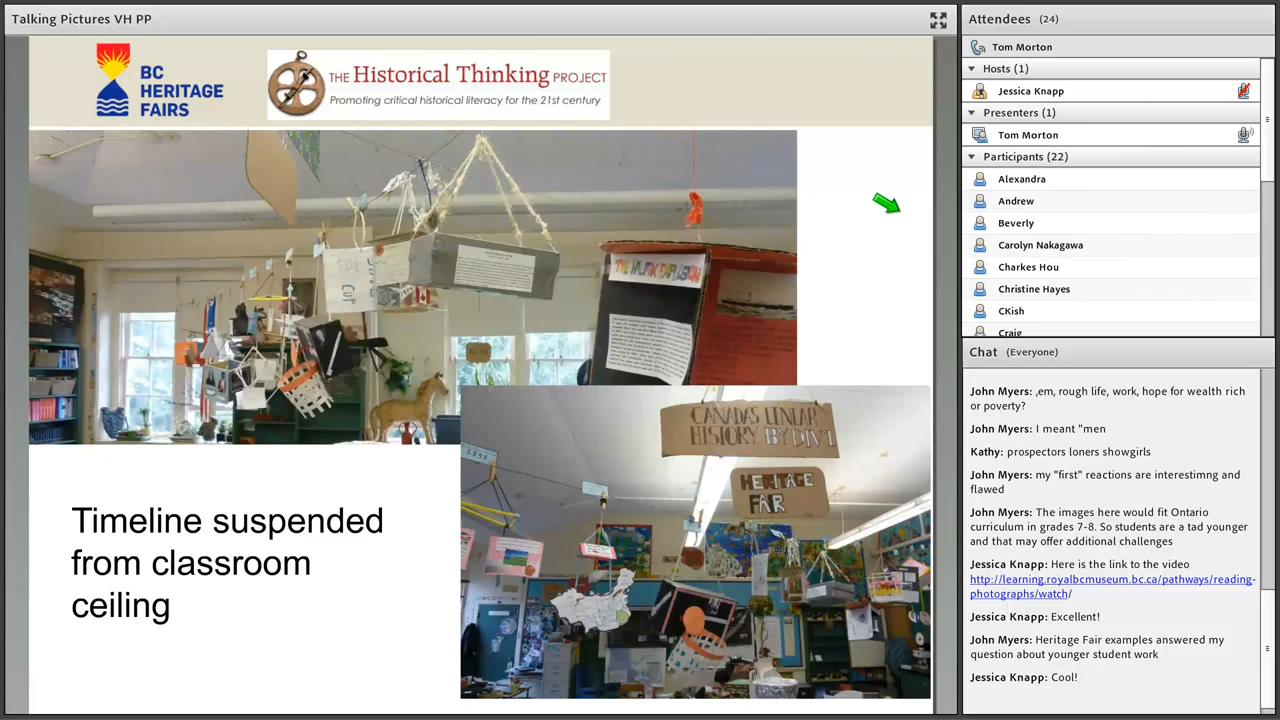 Talking Pictures VH PP
BC
HERITAGE
FAIRS
THE Historical Thinking PROJECT
Promoting critical historical literacy for the 21st century
CUP
CANADAS LINEAR
HISTORY BY DIV 1
HERITAGE
FAIR
Timeline suspended
from classroom
ceiling
Attendees (24)
Tom Morton
Hosts (1)
Jessica Knapp
Presenters (1)
Tom Morton
Participants (22)
Alexandra
Andrew
Beverly
Carolyn Nakagawa
Charkes Hou
Christine Hayes
CKish
Craig
Chat (Everyone)
John Myers: ,em, rough life, work, hope for wealth rich
or poverty?
John Myers: I meant "men
Kathy: prospectors loners showgirls
John Myers: my "first" reactions are interestimng and
flawed
John Myers: The images here would fit Ontario
curriculum in grades 7-8. So students are a tad younger
and that may offer additional challenges
Jessica Knapp: Here is the link to the video
http://learning.royalbcmuseum.bc.ca/pathways/reading-
photographs/watch/
Jessica Knapp: Excellent!
John Myers: Heritage Fair examples answered my
question about younger student work
Jessica Knapp: Cool!